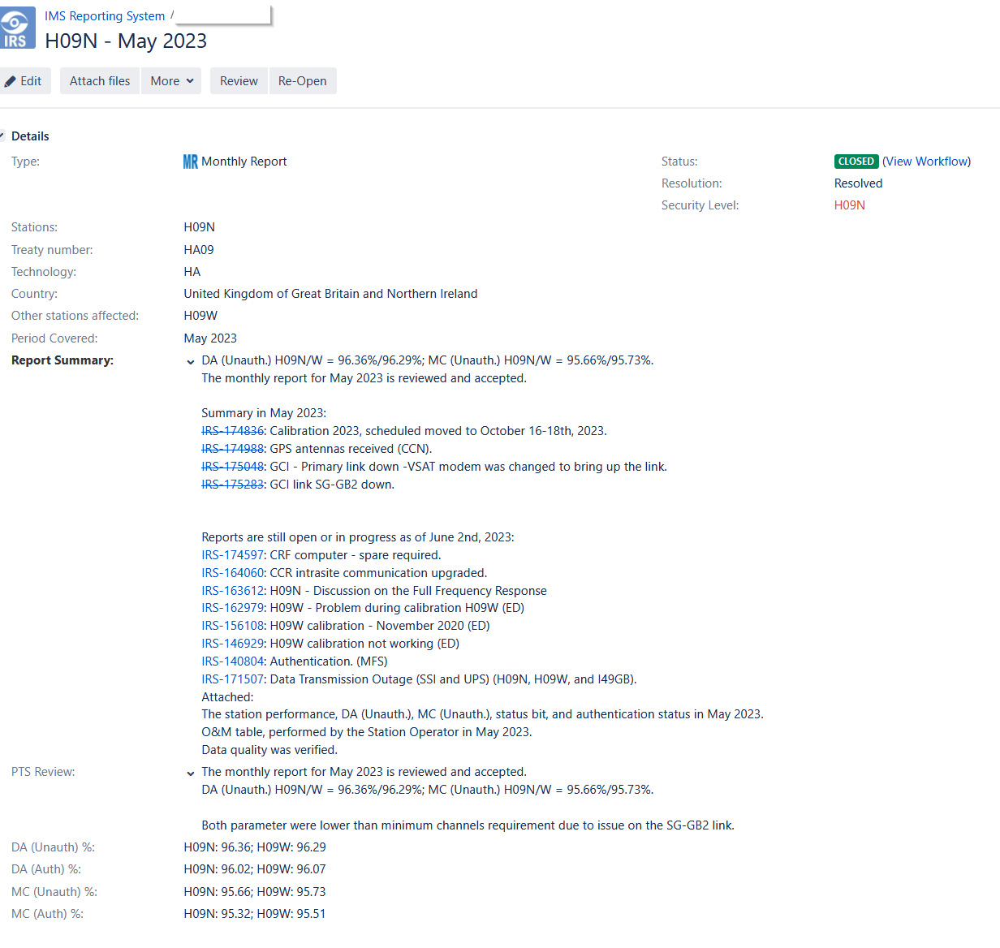 IRS
IMS Reporting System /
H09N - May 2023
Edit Attach files More Review Re-Open
Details
Type: MR Monthly Report Status: CLOSED (View Workflow)
Resolution: Resolved
Security Level: H09N
Stations: H09N
Treaty number: HA09
Technology: HA
Country: United Kingdom of Great Britain and Northern Ireland
Other stations affected: H09W
Period Covered: May 2023
Report Summary: DA (Unauth.) H09N/W = 96.36%/96.29%; MC (Unauth.) H09N/W = 95.66%/95.73%.
The monthly report for May 2023 is reviewed and accepted.
Summary in May 2023:
IRS-174836: Calibration 2023, scheduled moved to October 16-18th, 2023.
IRS-174988: GPS antennas received (CCN).
IRS-175048: GCI - Primary link down -VSAT modem was changed to bring up the link.
IRS-175283: GCI link SG-GB2 down.
Reports are still open or in progress as of June 2nd, 2023:
IRS-174597: CRF computer - spare required.
IRS-164060: CCR intrasite communication upgraded.
IRS-163612: H09N - Discussion on the Full Frequency Response
IRS-162979: H09W - Problem during calibration H09W (ED)
IRS-156108: H09W calibration - November 2020 (ED)
IRS-146929: H09W calibration not working (ED)
IRS-140804: Authentication. (MFS)
IRS-171507: Data Transmission Outage (SSI and UPS) (H09N, H09W, and I49GB).
Attached:
The station performance, DA (Unauth.), MC (Unauth.), status bit, and authentication status in May 2023.
O&M table, performed by the Station Operator in May 2023.
Data quality was verified.
PTS Review: The monthly report for May 2023 is reviewed and accepted.
DA (Unauth.) H09N/W = 96.36%/96.29%; MC (Unauth.) H09N/W = 95.66%/95.73%.
Both parameter were lower than minimum channels requirement due to issue on the SG-GB2 link.
DA (Unauth) %: H09N: 96.36; H09W: 96.29
DA (Auth) %: H09N: 96.02; H09W: 96.07
MC (Unauth) %: H09N: 95.66; H09W: 95.73
MC (Auth) %: H09N: 95.32; H09W: 95.51